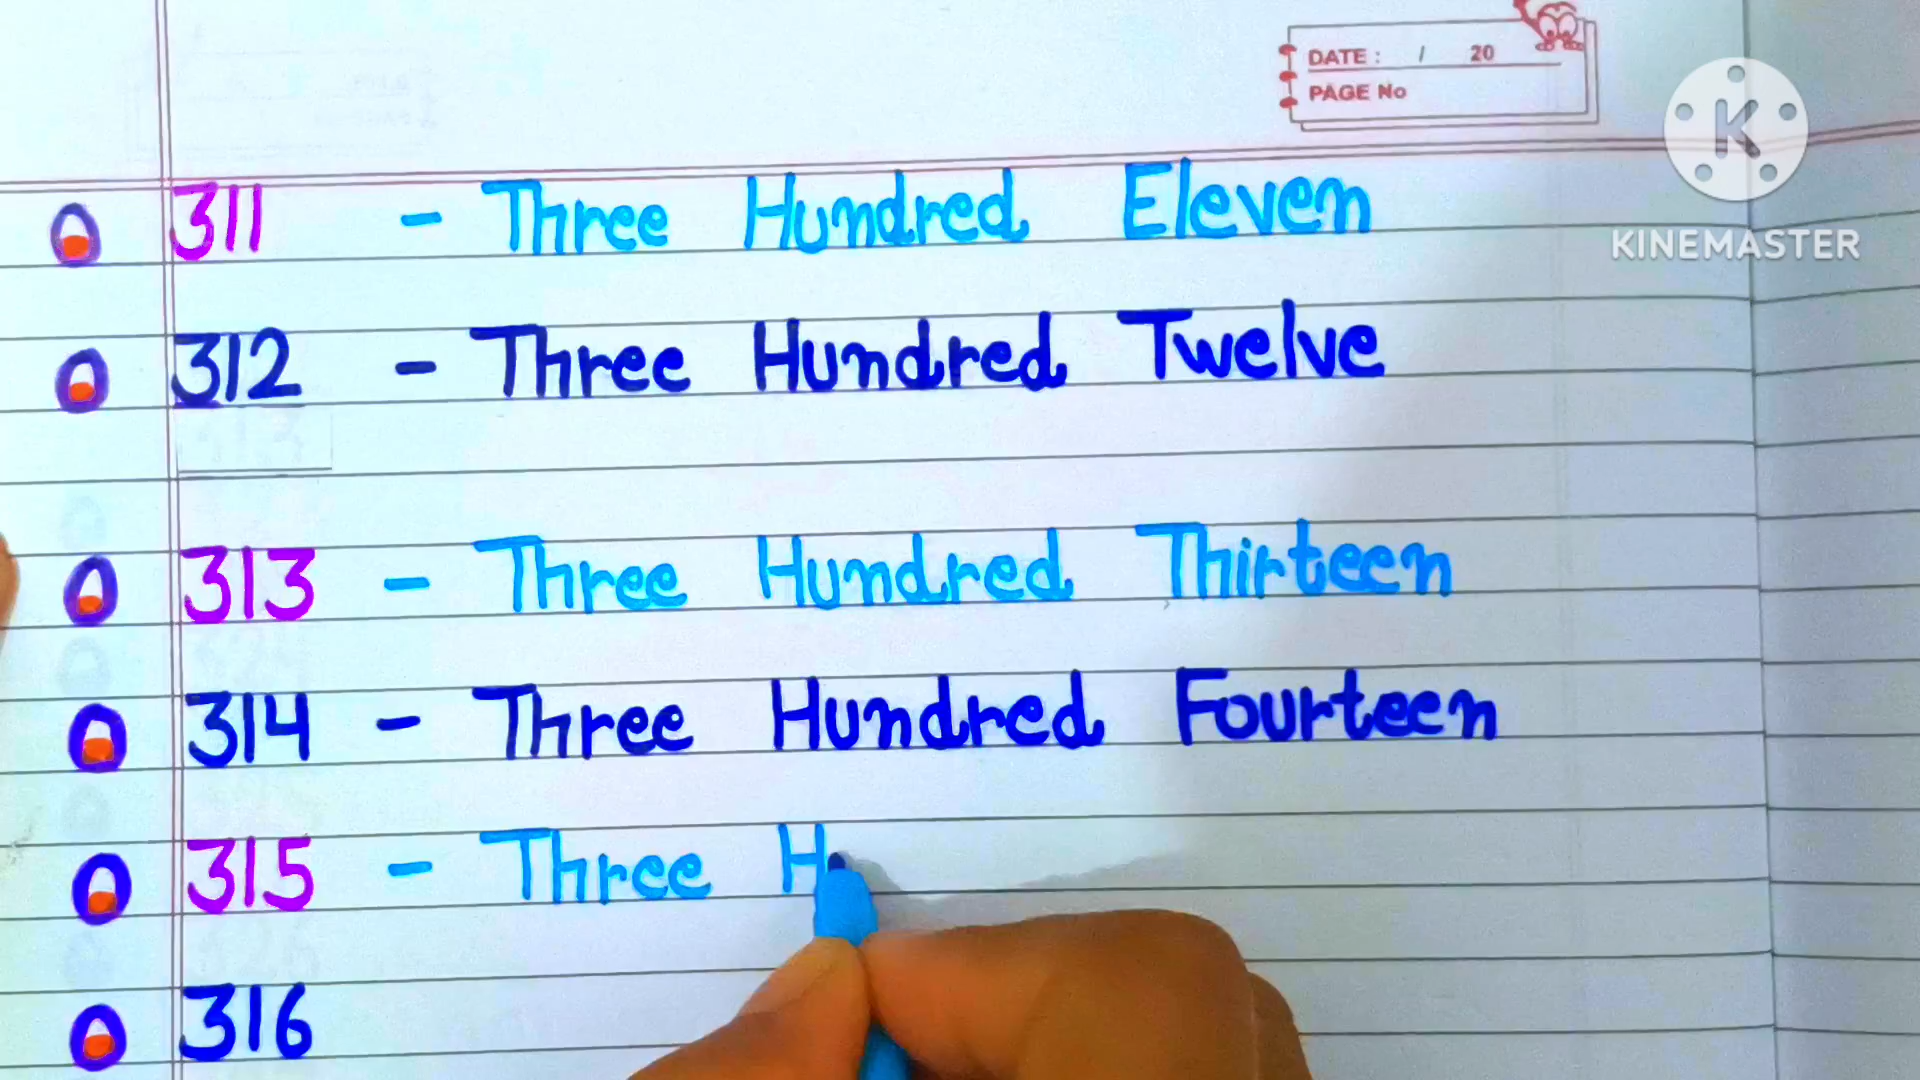 DATE : / 20
PAGE No
K
KINEMASTER
311 - Three Hundred Eleven
312 - Three Hundred Twelve
313 - Three Hundred Thirteen
314 - Three Hundred Fourteen
315 - Three H
316